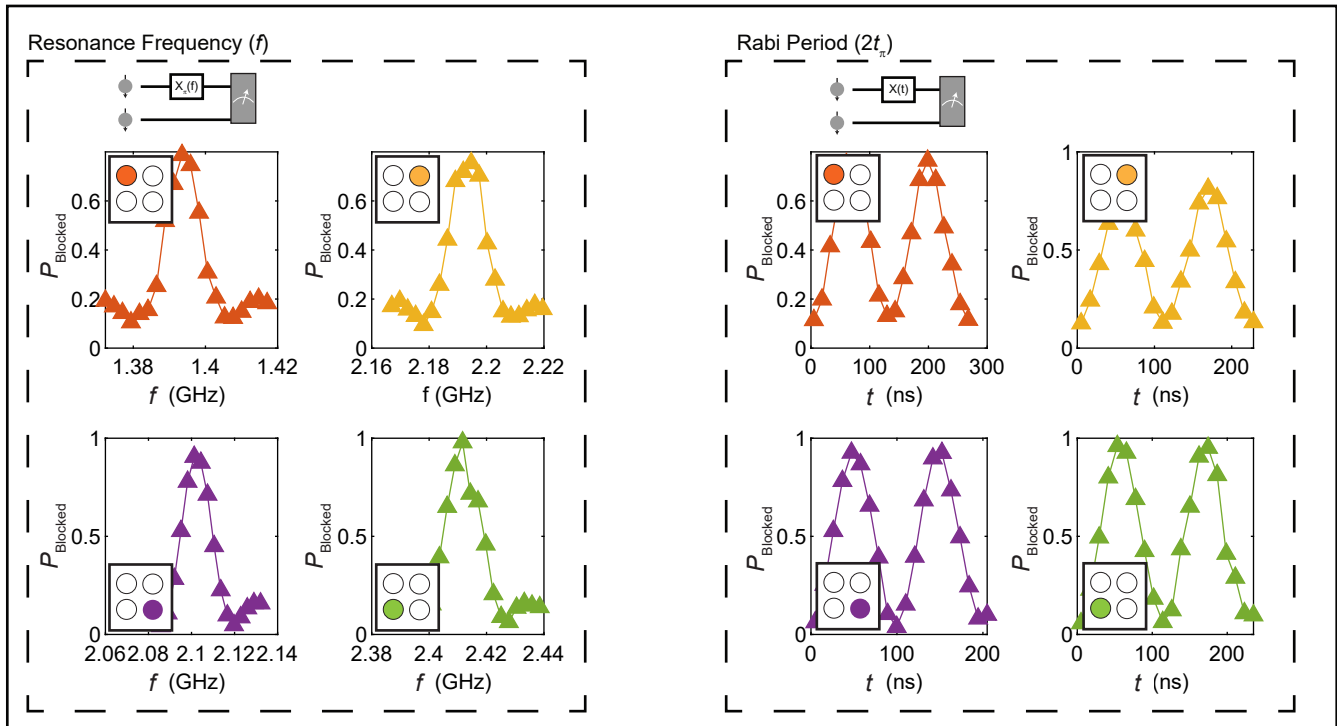 Resonance Frequency (f)
X_π(f)
P_Blocked
0.6
0.4
0.2
0
1.38
1.4
1.42
f (GHz)
P_Blocked
0.6
0.4
0.2
0
2.16
2.18
2.2
2.22
f (GHz)
P_Blocked
1
0.5
0
2.06
2.08
2.1
2.12
2.14
f (GHz)
P_Blocked
1
0.5
0
2.38
2.4
2.42
2.44
f (GHz)
Rabi Period (2t_π)
X(t)
P_Blocked
0.6
0.4
0.2
0
0
100
200
300
t (ns)
P_Blocked
1
0.5
0
0
100
200
t (ns)
P_Blocked
1
0.5
0
0
100
200
t (ns)
P_Blocked
1
0.5
0
0
100
200
t (ns)